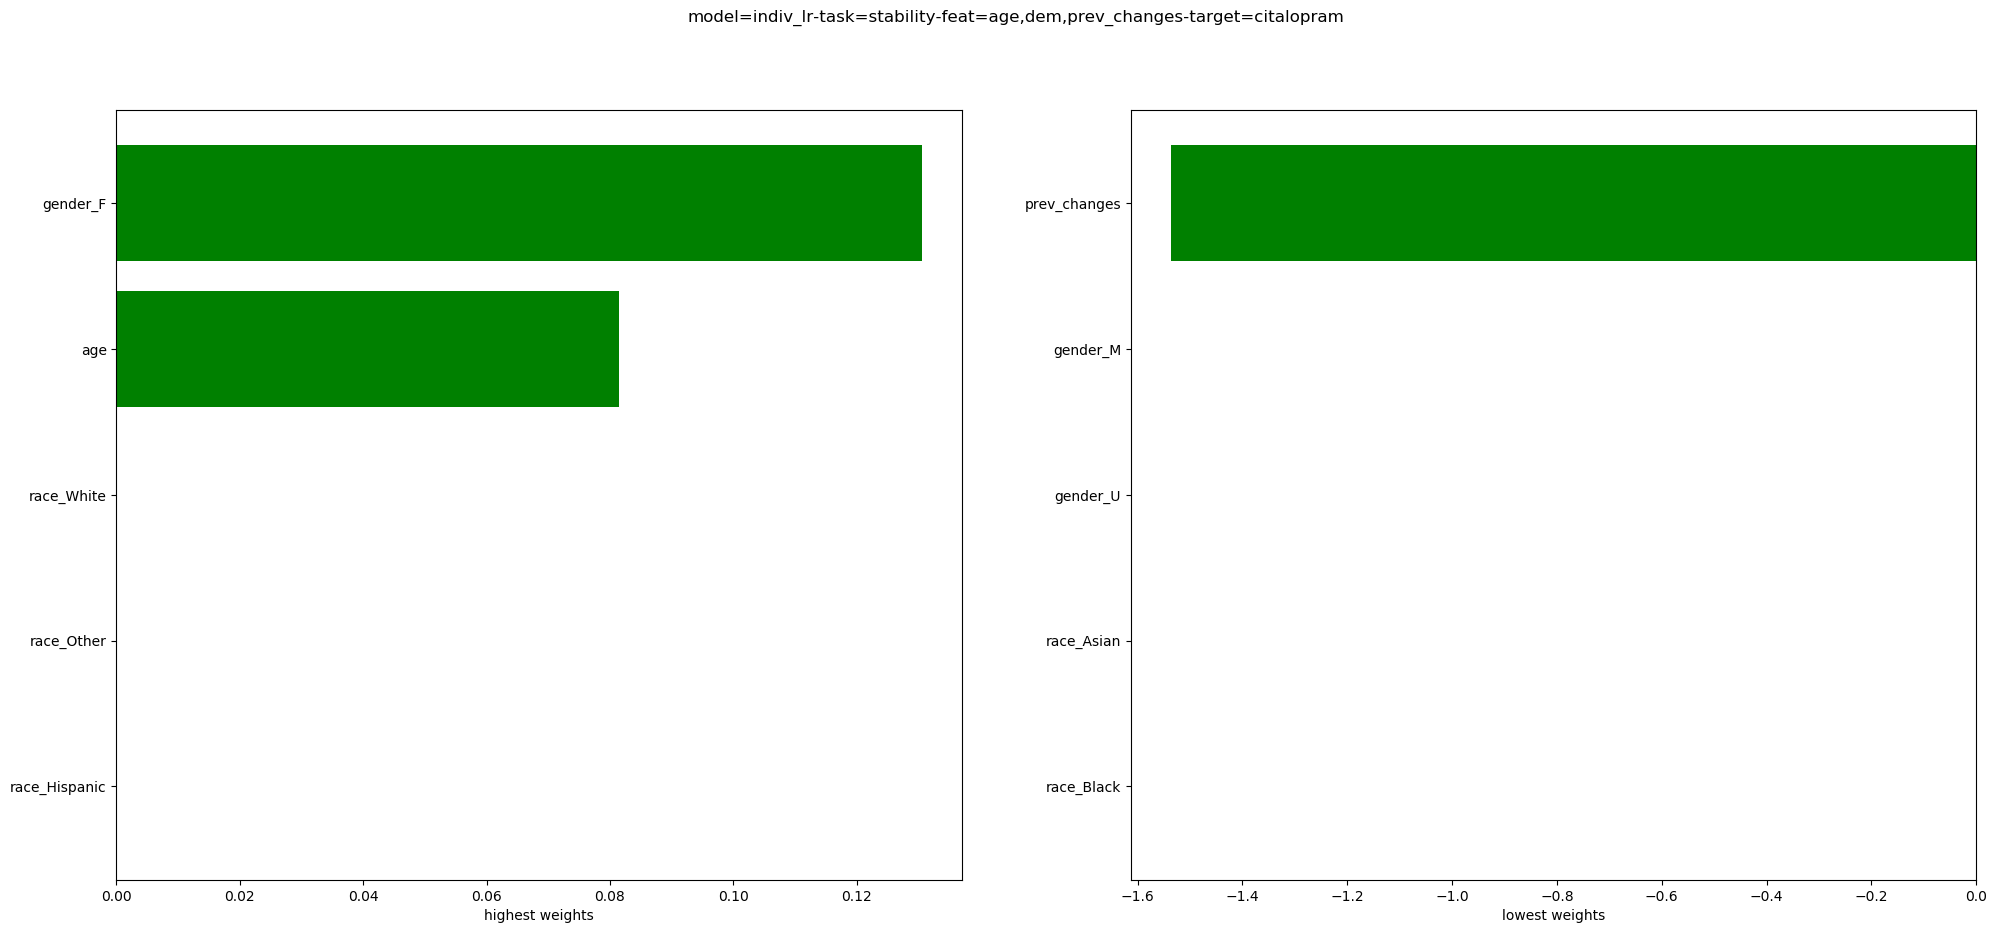 model=indiv_lr-task=stability-feat=age,dem,prev_changes-target=citalopram
gender_F
age
race_White
race_Other
race_Hispanic
0.00 0.02 0.04 0.06 0.08 0.10 0.12
highest weights
prev_changes
gender_M
gender_U
race_Asian
race_Black
−1.6 −1.4 −1.2 −1.0 −0.8 −0.6 −0.4 −0.2 0.0
lowest weights